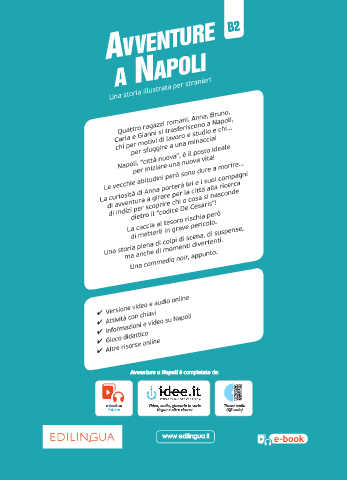 B2
AVVENTURE
A NAPOLI
Una storia illustrata per stranieri
Quattro ragazzi romani, Anna, Bruno,
Carla e Gianni si trasferiscono a Napoli,
chi per motivi di lavoro e studio e chi...
per sfuggire a una minaccia!
Napoli, "città nuova", è il posto ideale
per iniziare una nuova vita!
Le vecchie abitudini però sono dure a morire...
La curiosità di Anna porterà lei e i suoi compagni
di avventura a girare per la città alla ricerca
di indizi per scoprire chi o cosa si nasconde
dietro il "codice De Cesaris"!
La caccia al tesoro rischia però
di metterli in grave pericolo.
Una storia piena di colpi di scena, di suspense,
ma anche di momenti divertenti.
Una commedia noir, appunto.
✔ Versione video e audio online
✔ Attività con chiavi
✔ Informazioni e video su Napoli
✔ Gioco didattico
✔ Altre risorse online
Avventure a Napoli è completato da:
idee.it
EDILINGUA
www.edilingua.it
e-book